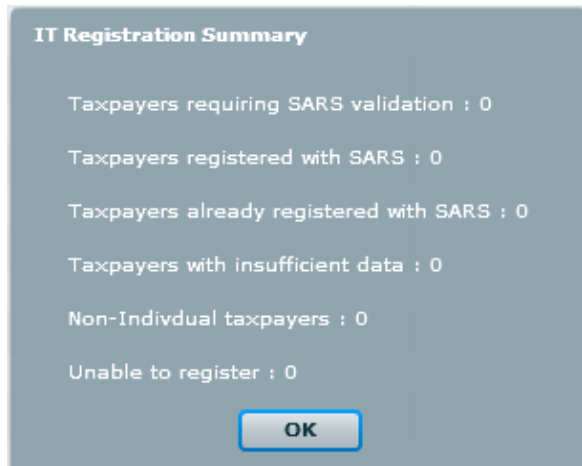 IT Registration Summary
Taxpayers requiring SARS validation : 0
Taxpayers registered with SARS : 0
Taxpayers already registered with SARS : 0
Taxpayers with insufficient data : 0
Non-Indivdual taxpayers : 0
Unable to register : 0
OK